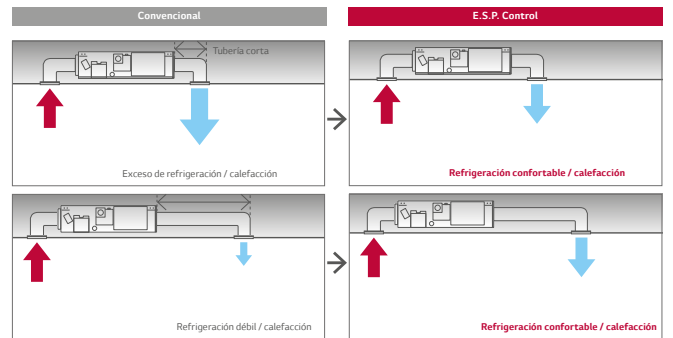 Convencional
E.S.P. Control
Tubería corta
Exceso de refrigeración / calefacción
Refrigeración confortable / calefacción
Refrigeración débil / calefacción
Refrigeración confortable / calefacción